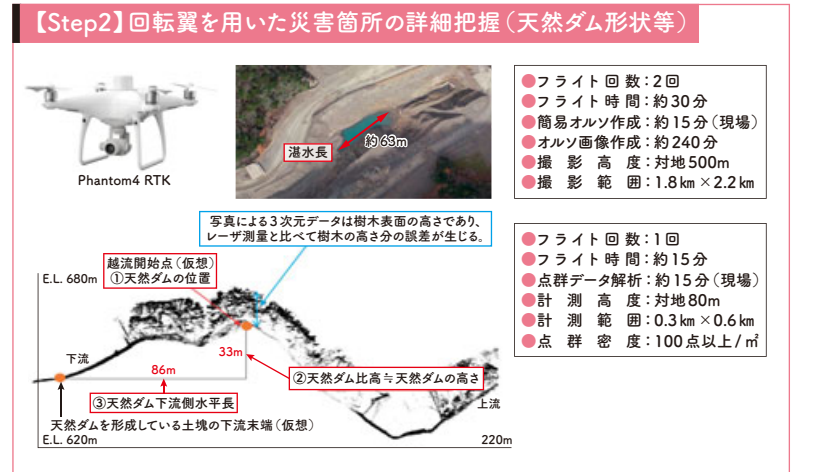 【Step2】回転翼を用いた災害箇所の詳細把握（天然ダム形状等）
Phantom4 RTK
湛水長
約63m
●フライト回数：2回
●フライト時間：約30分
●簡易オルソ作成：約15分（現場）
●オルソ画像作成：約240分
●撮影高度：対地500m
●撮影範囲：1.8㎞×2.2㎞
写真による3次元データは樹木表面の高さであり、
レーザ測量と比べて樹木の高さ分の誤差が生じる。
越流開始点（仮想）
①天然ダムの位置
E.L. 680m
下流
86m
33m
②天然ダム比高≒天然ダムの高さ
③天然ダム下流側水平長
上流
天然ダムを形成している土塊の下流末端（仮想）
E.L. 620m
220m
●フライト回数：1回
●フライト時間：約15分
●点群データ解析：約15分（現場）
●計測高度：対地80m
●計測範囲：0.3㎞×0.6㎞
●点群密度：100点以上/㎡